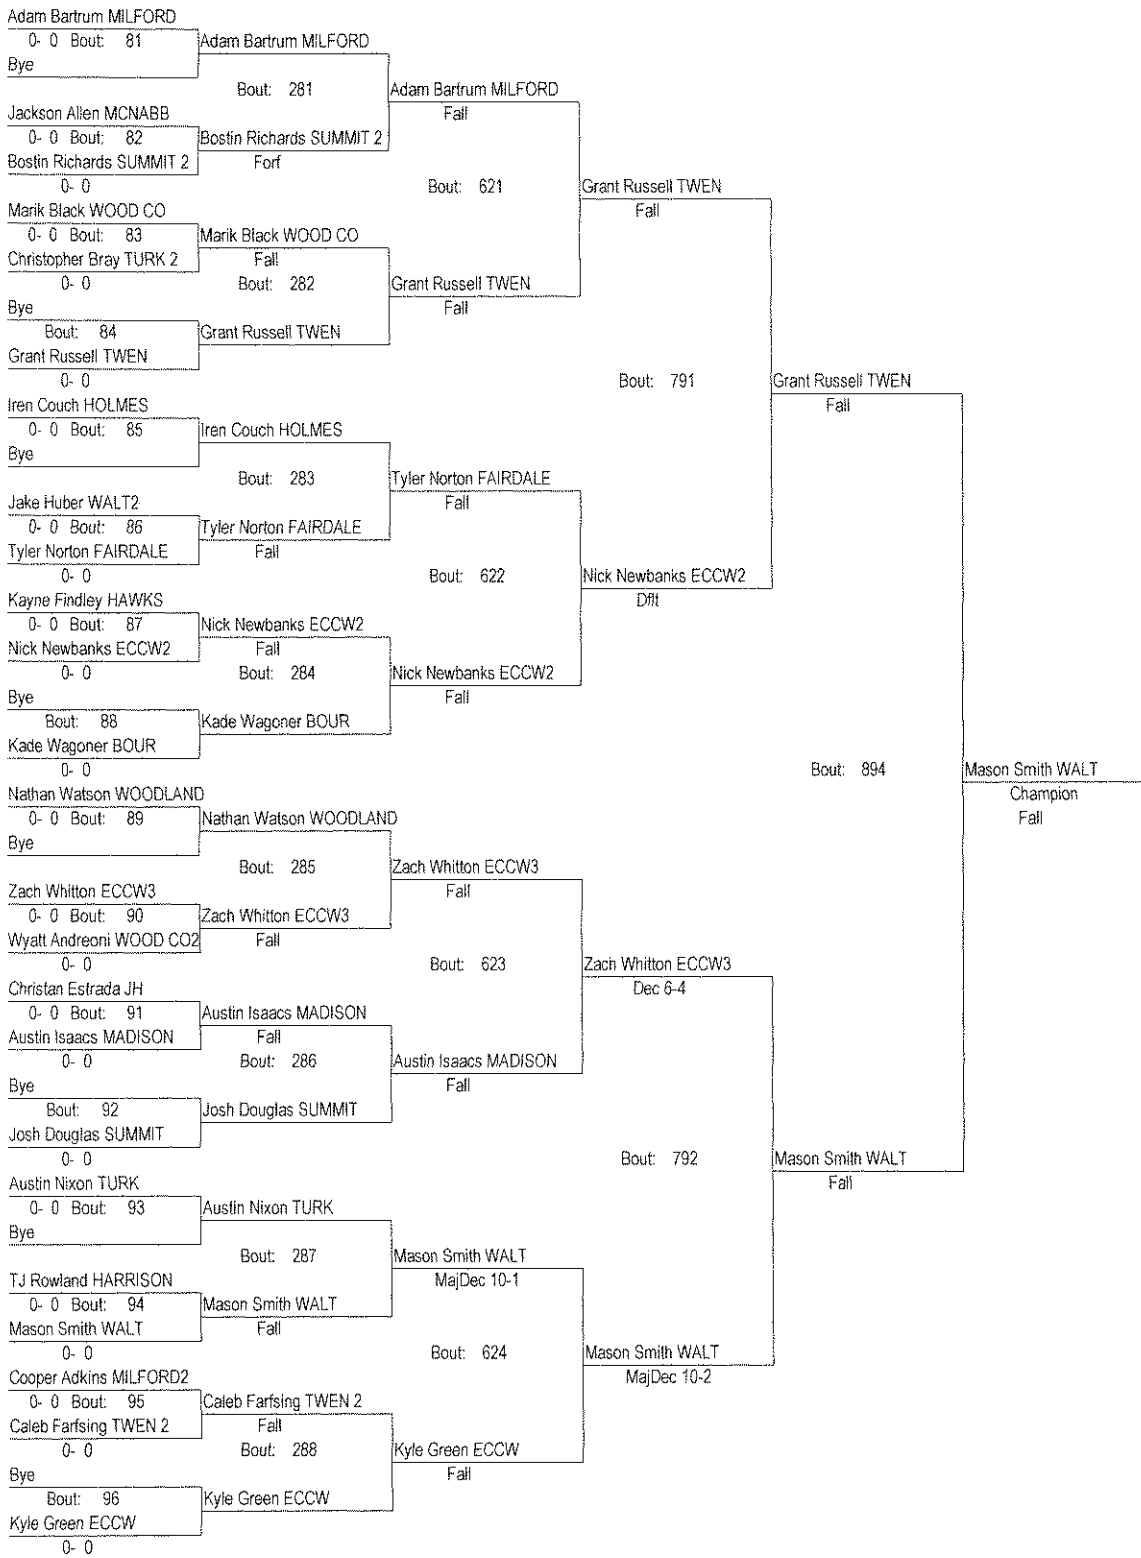 Adam Bartrum MILFORD
0- 0 Bout: 81
Bye
Adam Bartrum MILFORD
Bout: 281
Jackson Allen MCNABB
0- 0 Bout: 82
Bostin Richards SUMMIT 2
0- 0
Bostin Richards SUMMIT 2
Forf
Adam Bartrum MILFORD
Fall
Bout: 621
Marik Black WOOD CO
0- 0 Bout: 83
Christopher Bray TURK 2
0- 0
Marik Black WOOD CO
Fall
Bout: 282
Bye
Bout: 84
Grant Russell TWEN
0- 0
Grant Russell TWEN
Grant Russell TWEN
Fall
Grant Russell TWEN
Fall
Bout: 791
Iren Couch HOLMES
0- 0 Bout: 85
Bye
Iren Couch HOLMES
Bout: 283
Jake Huber WALT2
0- 0 Bout: 86
Tyler Norton FAIRDALE
0- 0
Tyler Norton FAIRDALE
Fall
Tyler Norton FAIRDALE
Fall
Bout: 622
Kayne Findley HAWKS
0- 0 Bout: 87
Nick Newbanks ECCW2
0- 0
Nick Newbanks ECCW2
Fall
Bout: 284
Bye
Bout: 88
Kade Wagoner BOUR
0- 0
Kade Wagoner BOUR
Nick Newbanks ECCW2
Fall
Nick Newbanks ECCW2
Dflt
Grant Russell TWEN
Fall
Bout: 894
Mason Smith WALT
Champion
Fall
Nathan Watson WOODLAND
0- 0 Bout: 89
Bye
Nathan Watson WOODLAND
Bout: 285
Zach Whitton ECCW3
0- 0 Bout: 90
Wyatt Andreoni WOOD CO2
0- 0
Zach Whitton ECCW3
Fall
Zach Whitton ECCW3
Fall
Bout: 623
Christan Estrada JH
0- 0 Bout: 91
Austin Isaacs MADISON
0- 0
Austin Isaacs MADISON
Fall
Bout: 286
Bye
Bout: 92
Josh Douglas SUMMIT
0- 0
Josh Douglas SUMMIT
Austin Isaacs MADISON
Fall
Zach Whitton ECCW3
Dec 6-4
Bout: 792
Mason Smith WALT
Fall
Austin Nixon TURK
0- 0 Bout: 93
Bye
Austin Nixon TURK
Bout: 287
TJ Rowland HARRISON
0- 0 Bout: 94
Mason Smith WALT
0- 0
Mason Smith WALT
Fall
Mason Smith WALT
MajDec 10-1
Bout: 624
Mason Smith WALT
MajDec 10-2
Cooper Adkins MILFORD2
0- 0 Bout: 95
Caleb Farfsing TWEN 2
0- 0
Caleb Farfsing TWEN 2
Fall
Bout: 288
Bye
Bout: 96
Kyle Green ECCW
0- 0
Kyle Green ECCW
Kyle Green ECCW
Fall